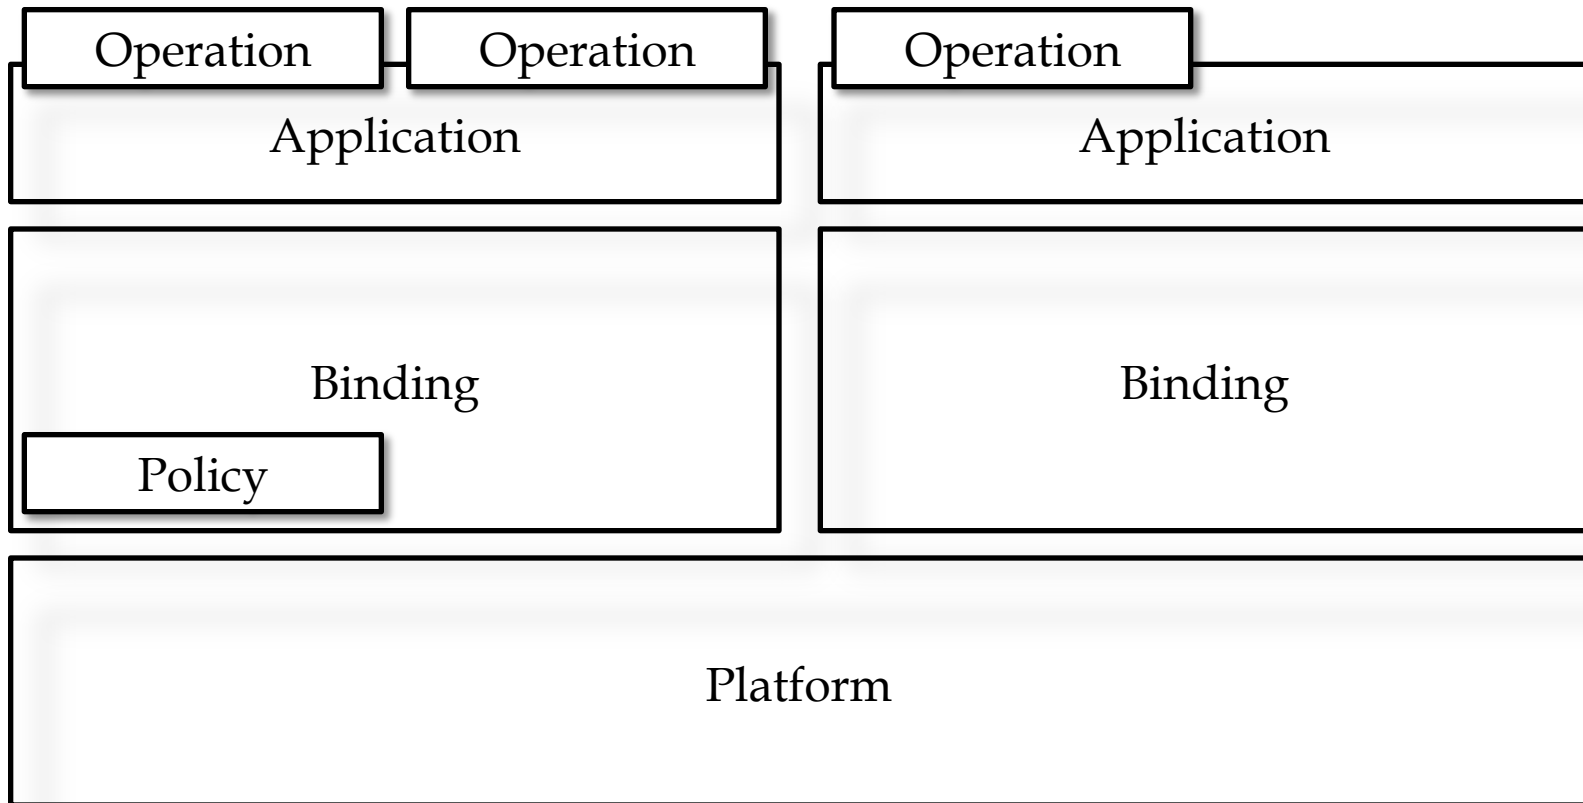 Operation
Operation
Operation
Application
Application
Binding
Binding
Policy
Platform